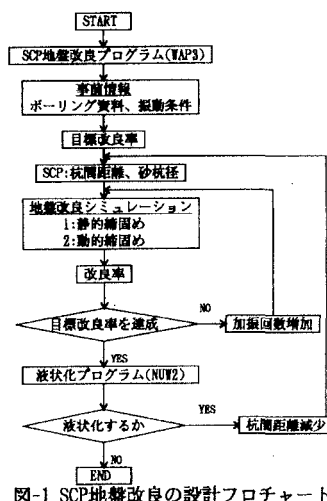 START
SCP地盤改良プログラム(WAP3)
事前情報
ボーリング資料、振動条件
目標改良率
SCP:杭間距離、砂杭径
地盤改良シミュレーション
1:静的締固め
2:動的締固め
改良率
目標改良率を達成
NO
加振回数増加
YES
液状化プログラム(NUW2)
液状化するか
YES
杭間距離減少
NO
END
図-1 SCP地盤改良の設計フロチャート